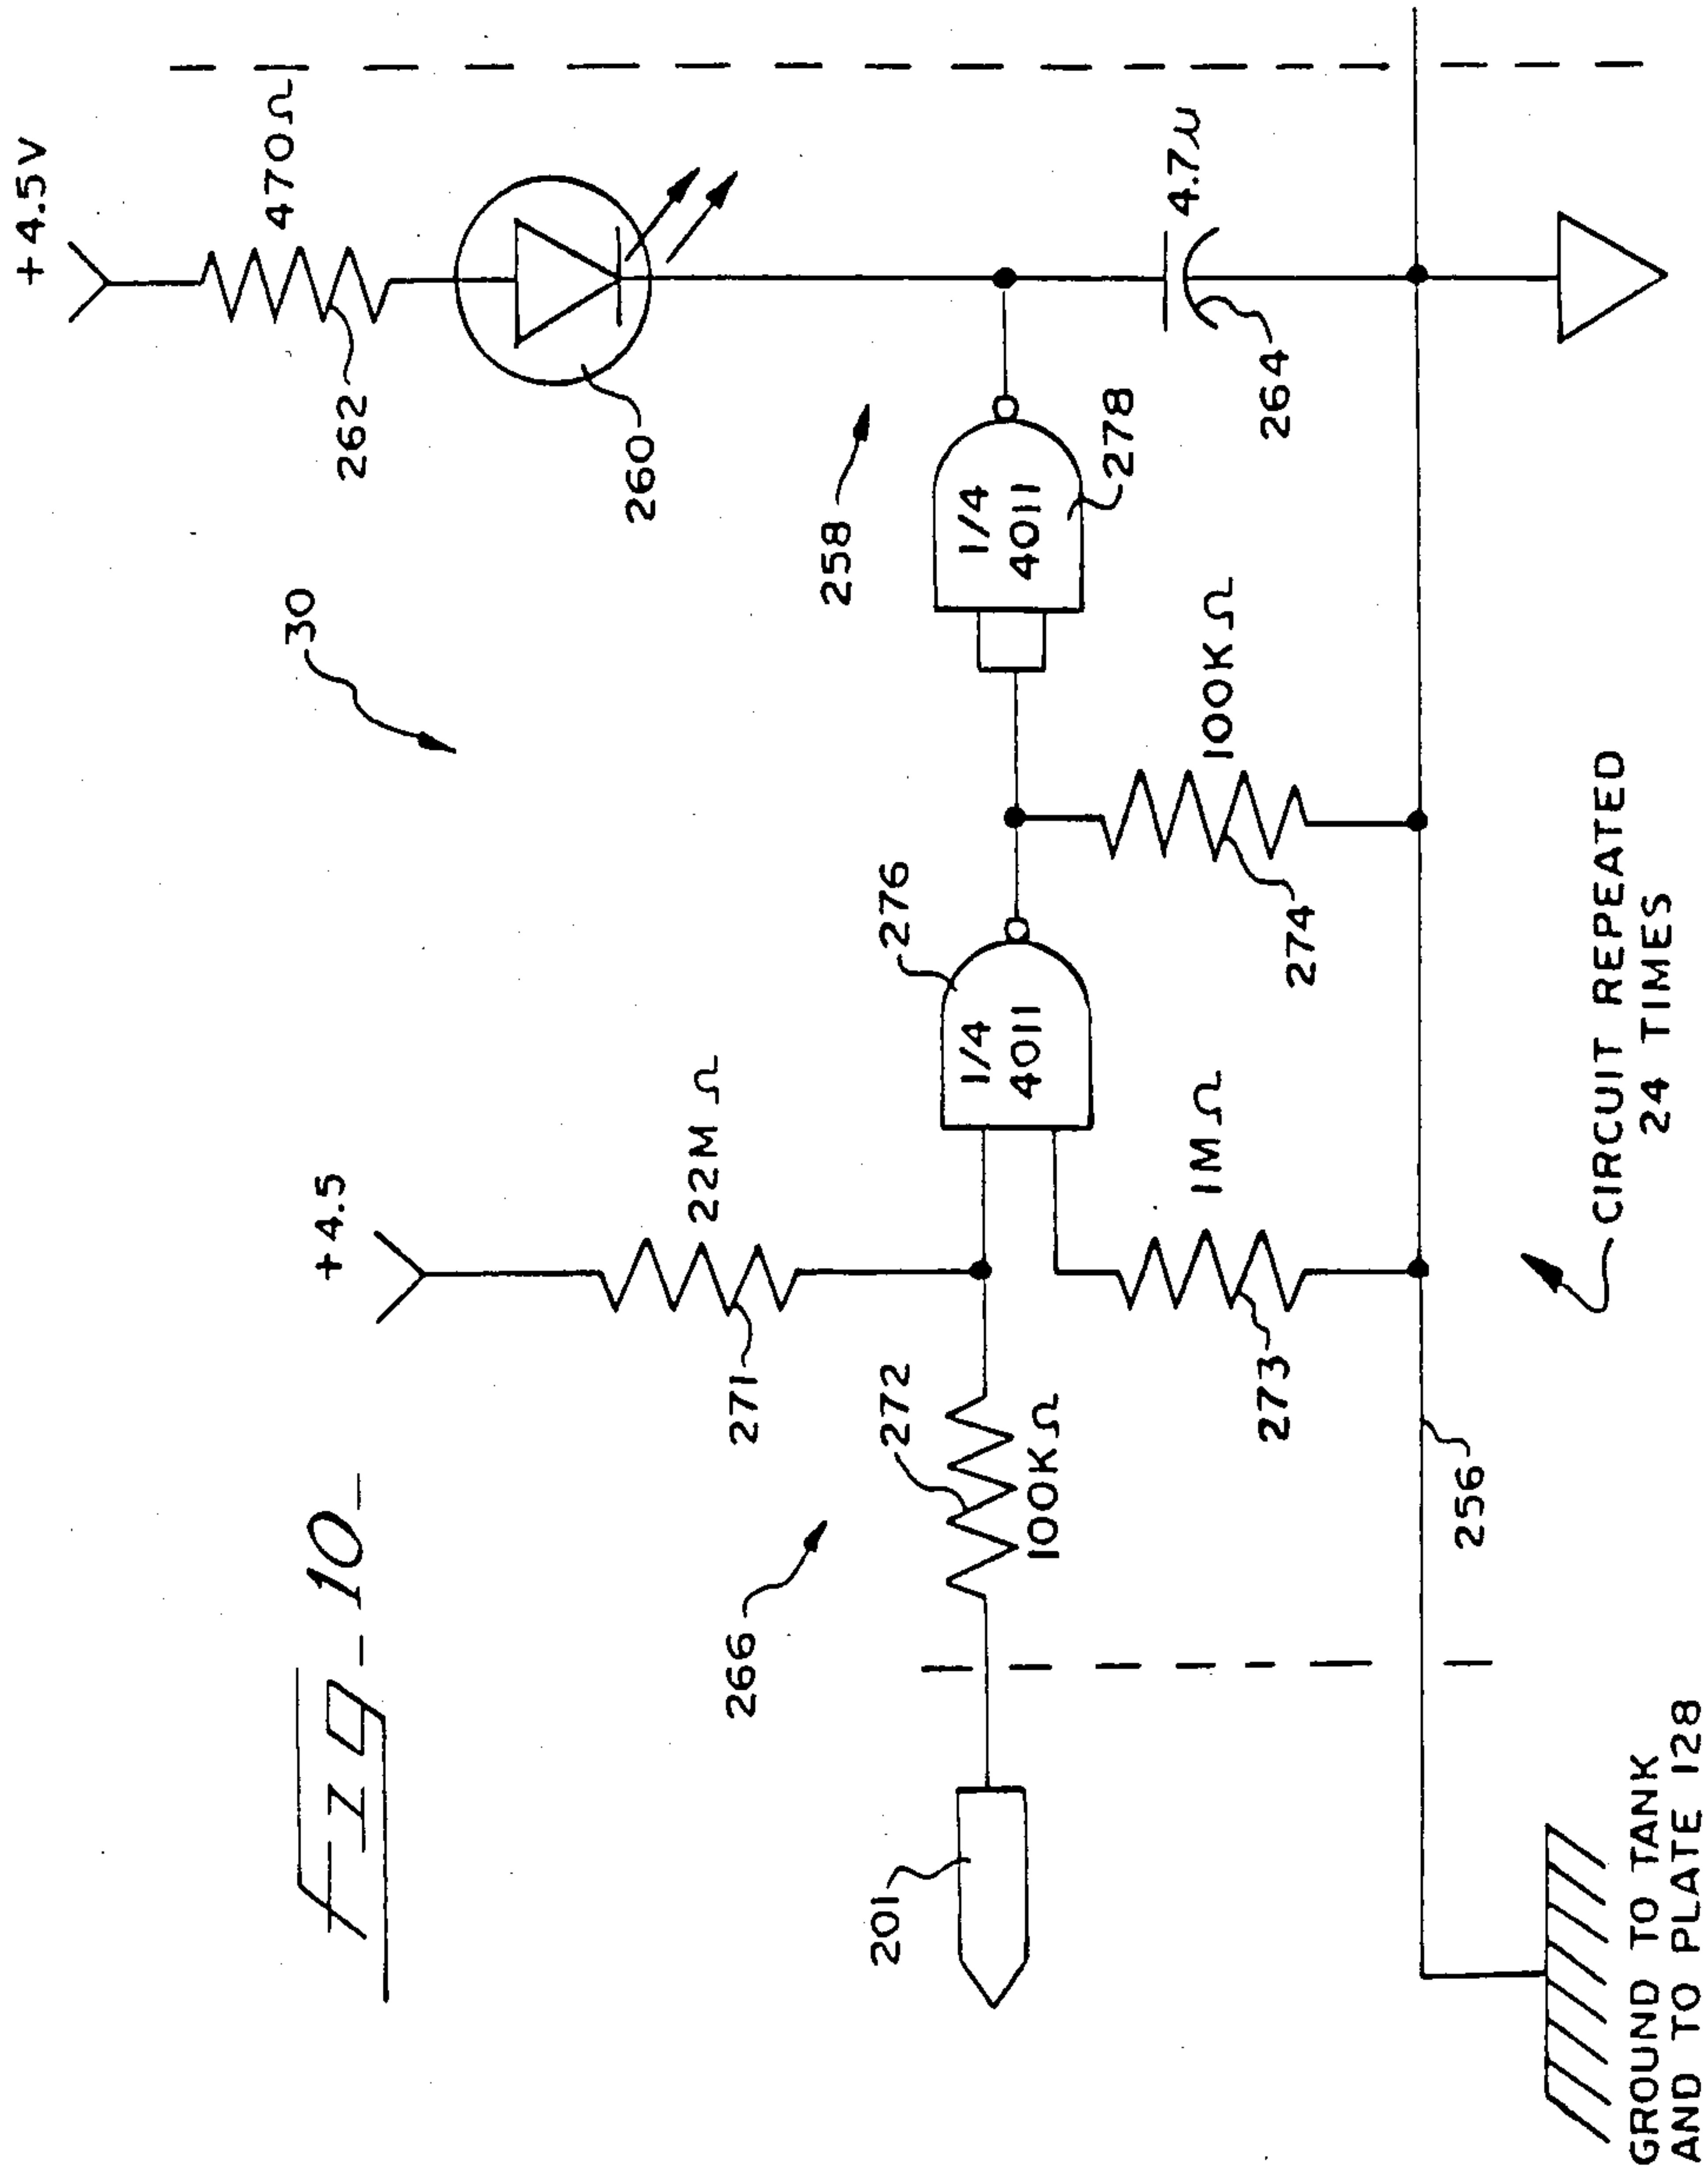 Fig-10-
30
+4.5V
470Ω
262
260
258
+4.5
22MΩ
271
276
1/4
4011
1/4
4011
278
4.7μ
264
266
272
100KΩ
1MΩ
273
100KΩ
274
201
256
CIRCUIT REPEATED
24 TIMES
GROUND TO TANK
AND TO PLATE 128